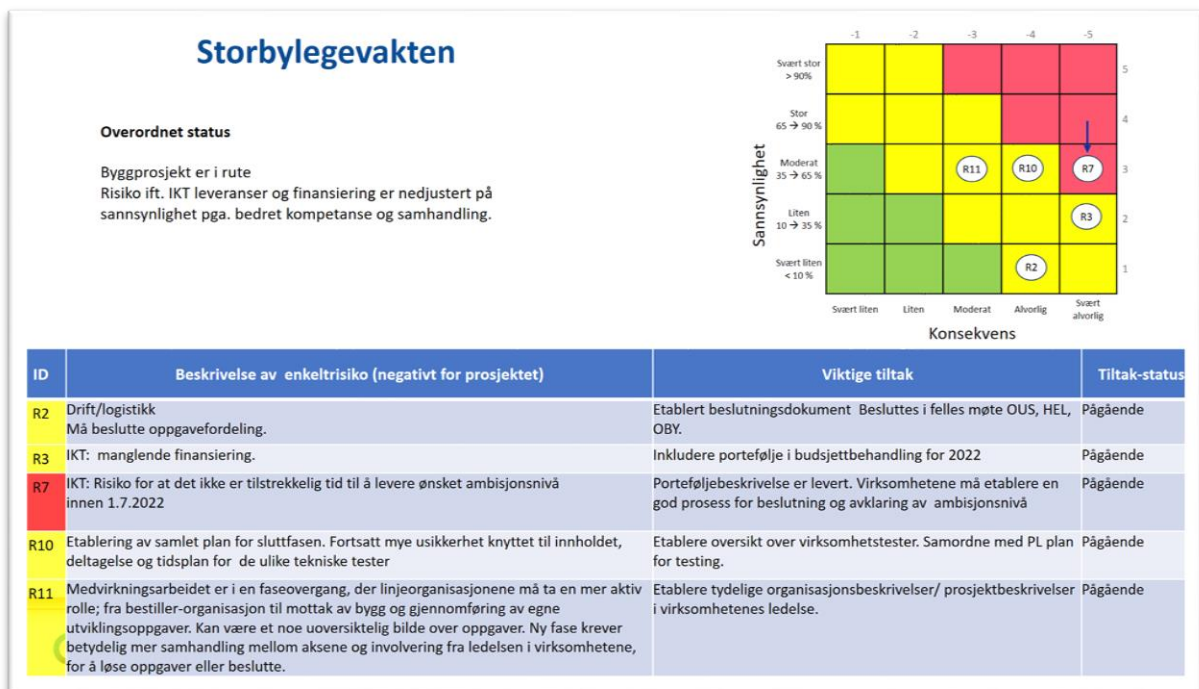 Storbylegevakten
Overordnet status
Byggprosjekt er i rute
Risiko ift. IKT leveranser og finansiering er nedjustert på
sannsynlighet pga. bedret kompetanse og samhandling.
-1 -2 -3 -4 -5
Sannsynlighet
Svært stor
> 90%
5
Stor
65 → 90 %
4
Moderat
35 → 65 %
R11 R10 R7
3
Liten
10 → 35 %
R3
2
Svært liten
< 10 %
R2
1
Svært liten Liten Moderat Alvorlig Svært
alvorlig
Konsekvens
ID Beskrivelse av enkeltrisiko (negativt for prosjektet) Viktige tiltak Tiltak-status
R2 Drift/logistikk
Må beslutte oppgavefordeling.
Etablert beslutningsdokument Besluttes i felles møte OUS, HEL,
OBY.
Pågående
R3 IKT: manglende finansiering. Inkludere portefølje i budsjettbehandling for 2022 Pågående
R7 IKT: Risiko for at det ikke er tilstrekkelig tid til å levere ønsket ambisjonsnivå
innen 1.7.2022
Porteføljebeskrivelse er levert. Virksomhetene må etablere en
god prosess for beslutning og avklaring av ambisjonsnivå
Pågående
R10 Etablering av samlet plan for sluttfasen. Fortsatt mye usikkerhet knyttet til innholdet,
deltagelse og tidsplan for de ulike tekniske tester
Etablere oversikt over virksomhetstester. Samordne med PL plan
for testing.
Pågående
R11 Medvirkningsarbeidet er i en faseovergang, der linjeorganisasjonene må ta en mer aktiv
rolle; fra bestiller-organisasjon til mottak av bygg og gjennomføring av egne
utviklingsoppgaver. Kan være et noe uoversiktelig bilde over oppgaver. Ny fase krever
betydelig mer samhandling mellom aksene og involvering fra ledelsen i virksomhetene,
for å løse oppgaver eller beslutte.
Etablere tydelige organisasjonsbeskrivelser/ prosjektbeskrivelser
i virksomhetenes ledelse.
Pågående